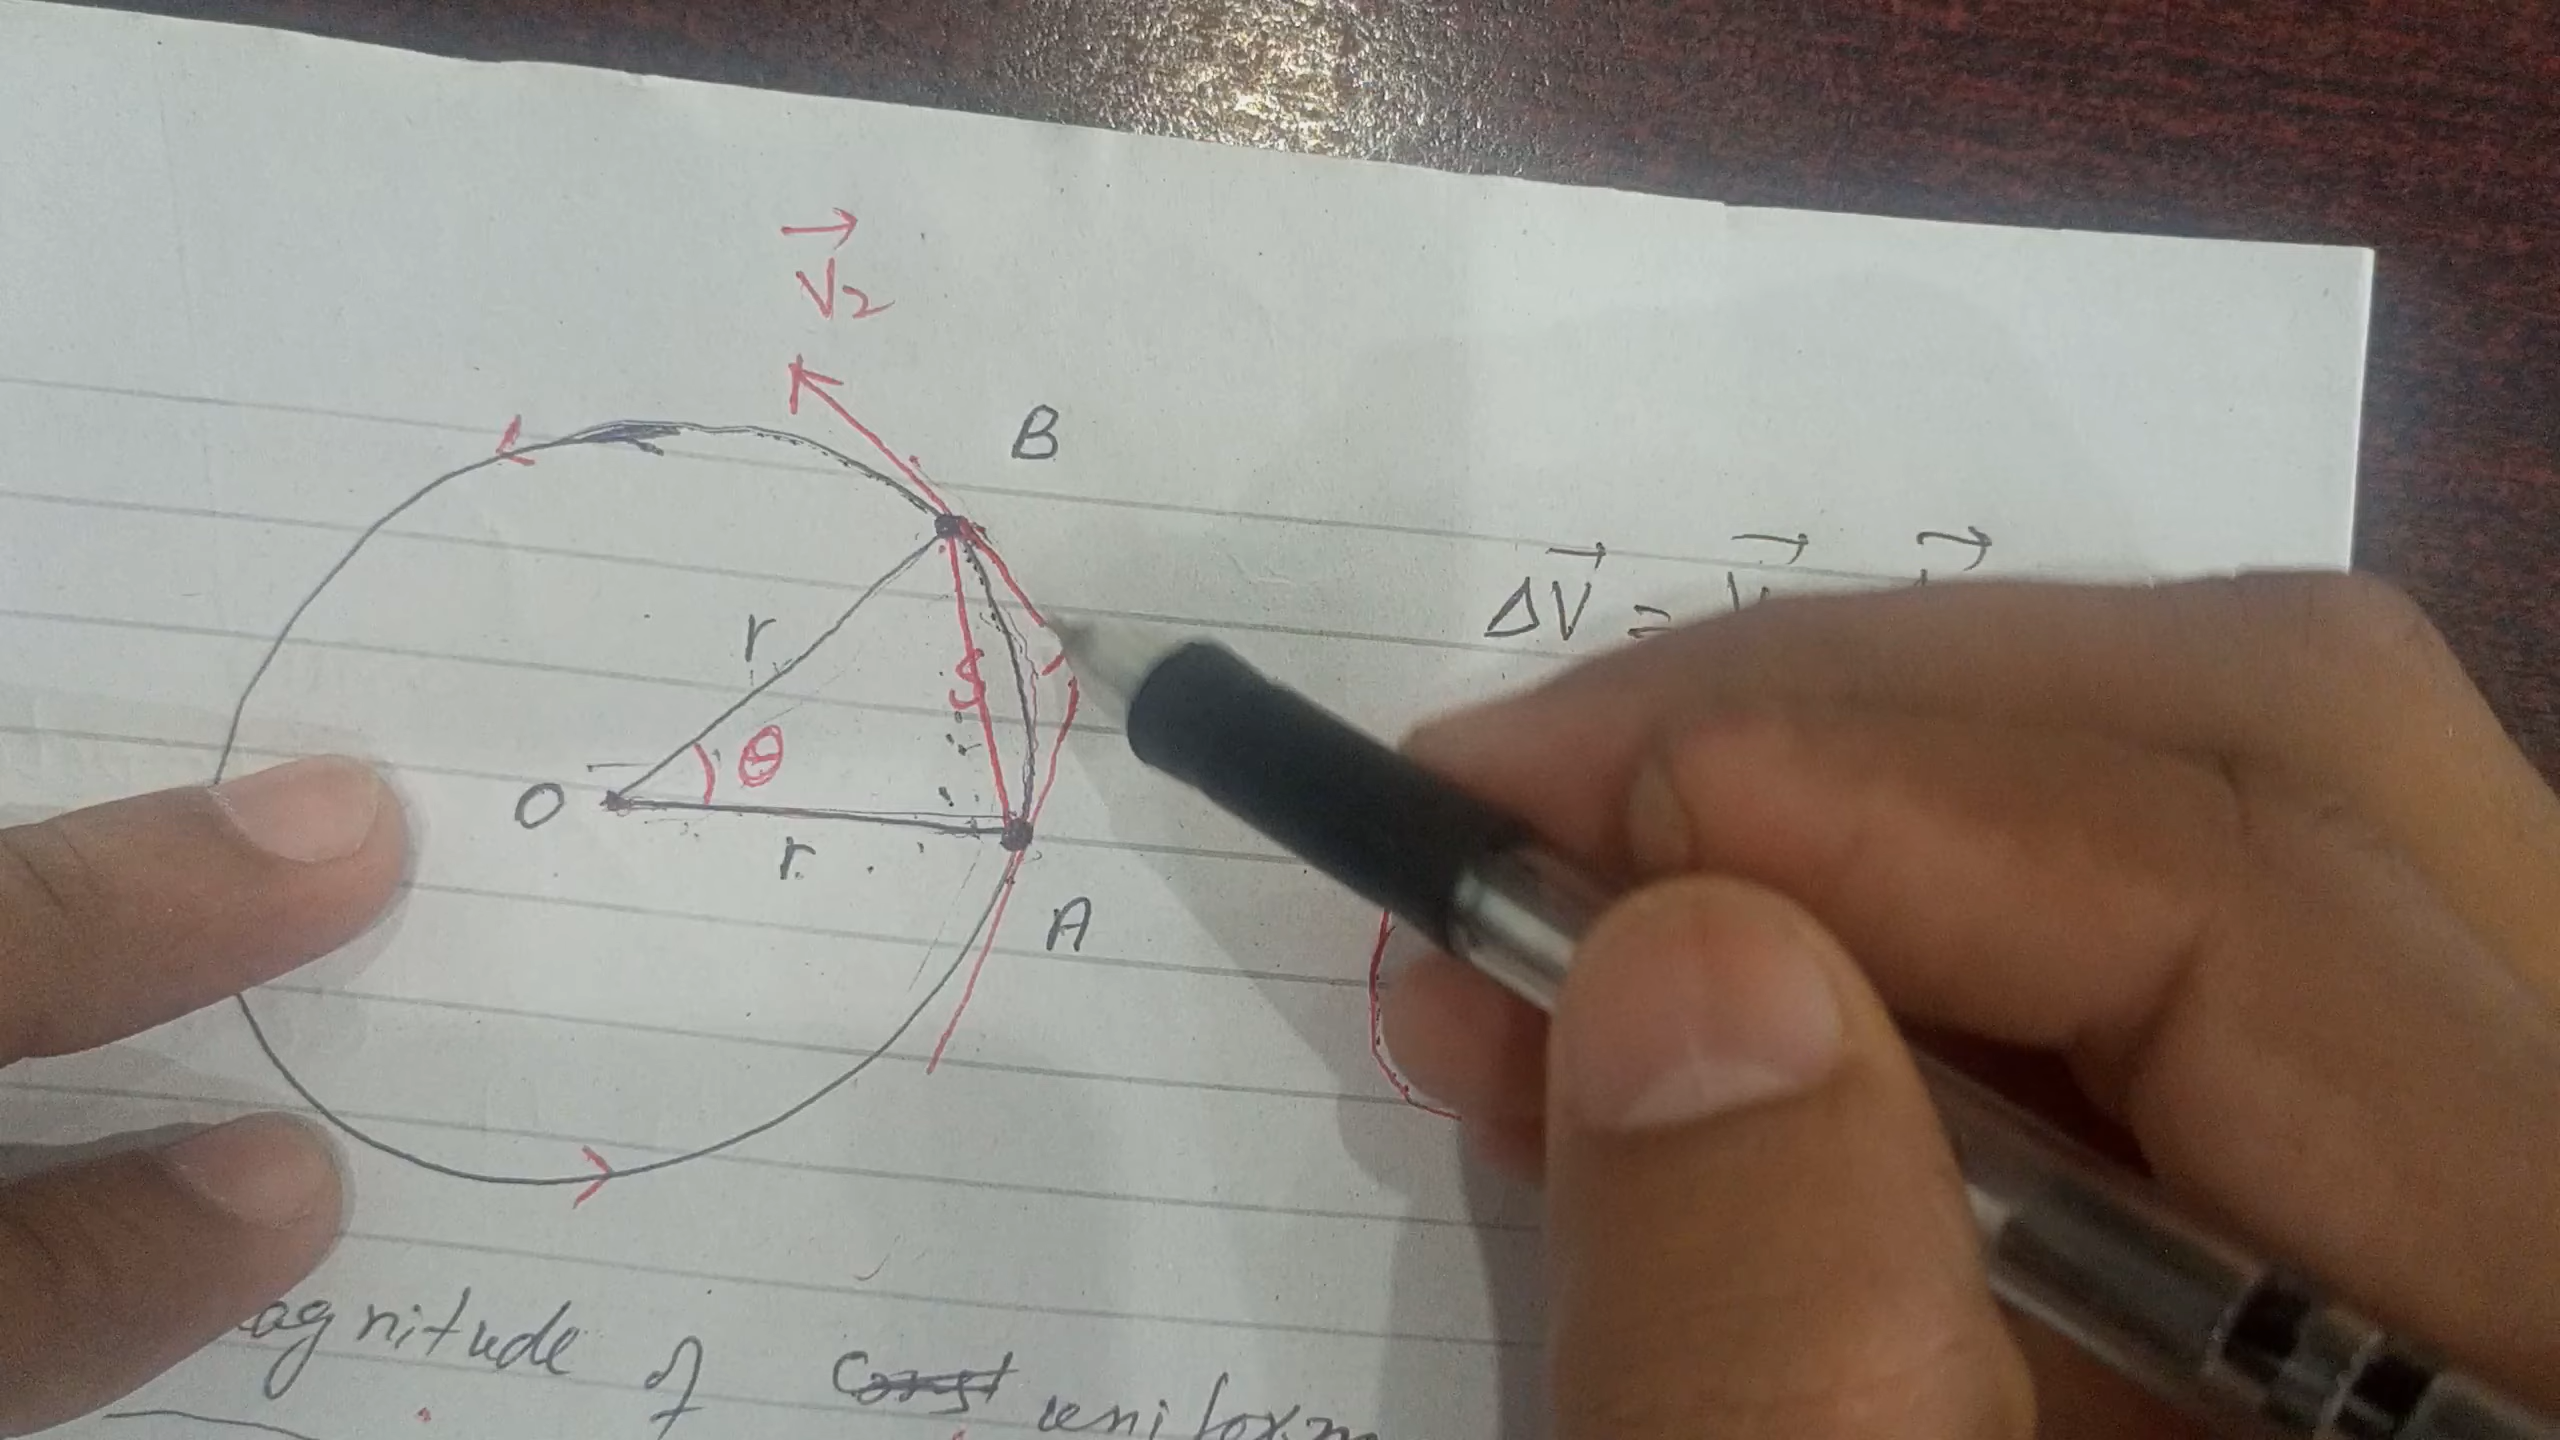 V2
B
ΔV =
r
S
θ
O
r
A
agnitude of uniform